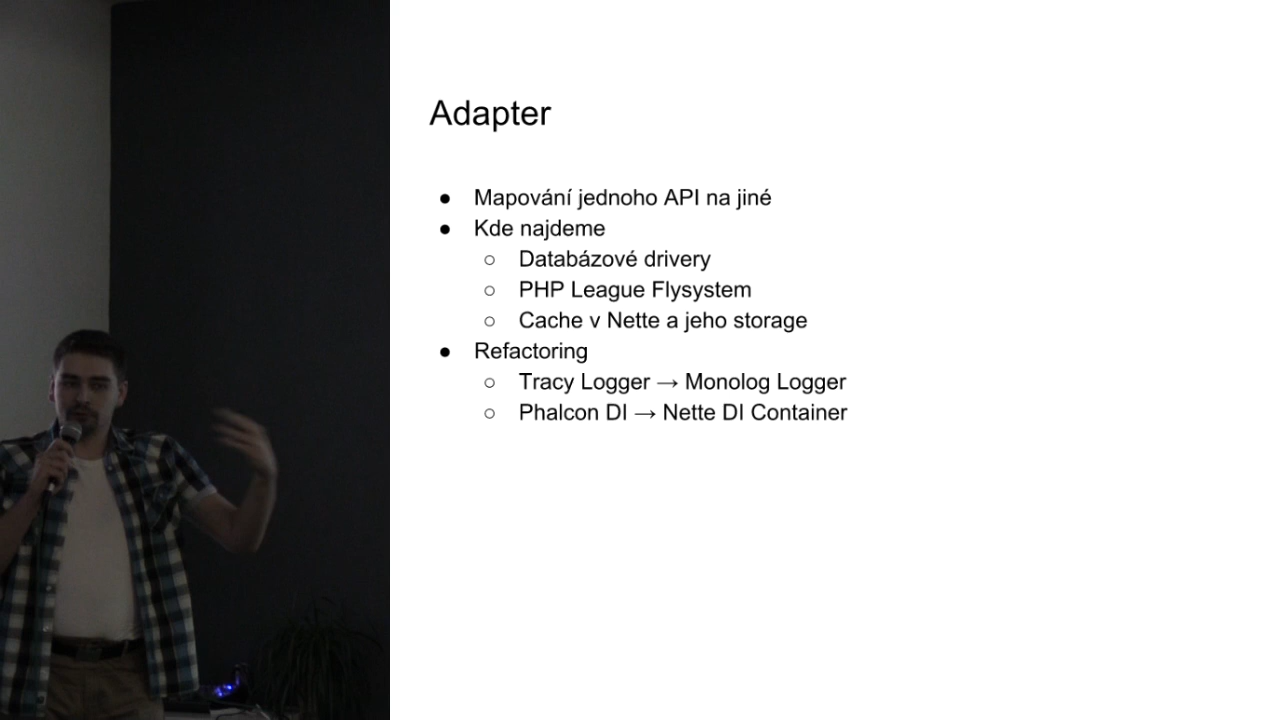 Adapter
● Mapování jednoho API na jiné
● Kde najdeme
○ Databázové drivery
○ PHP League Flysystem
○ Cache v Nette a jeho storage
● Refactoring
○ Tracy Logger → Monolog Logger
○ Phalcon DI → Nette DI Container